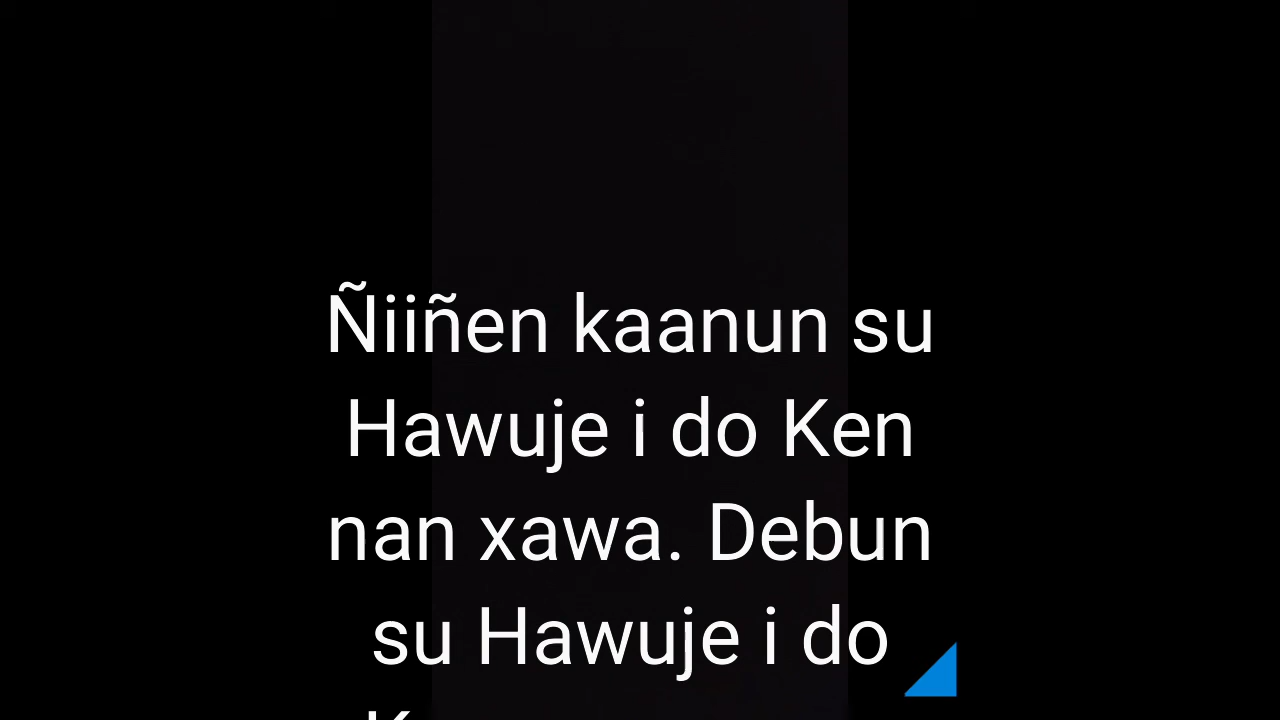 Ñiiñen kaanun su
Hawuje i do Ken
nan xawa. Debun
su Hawuje i do